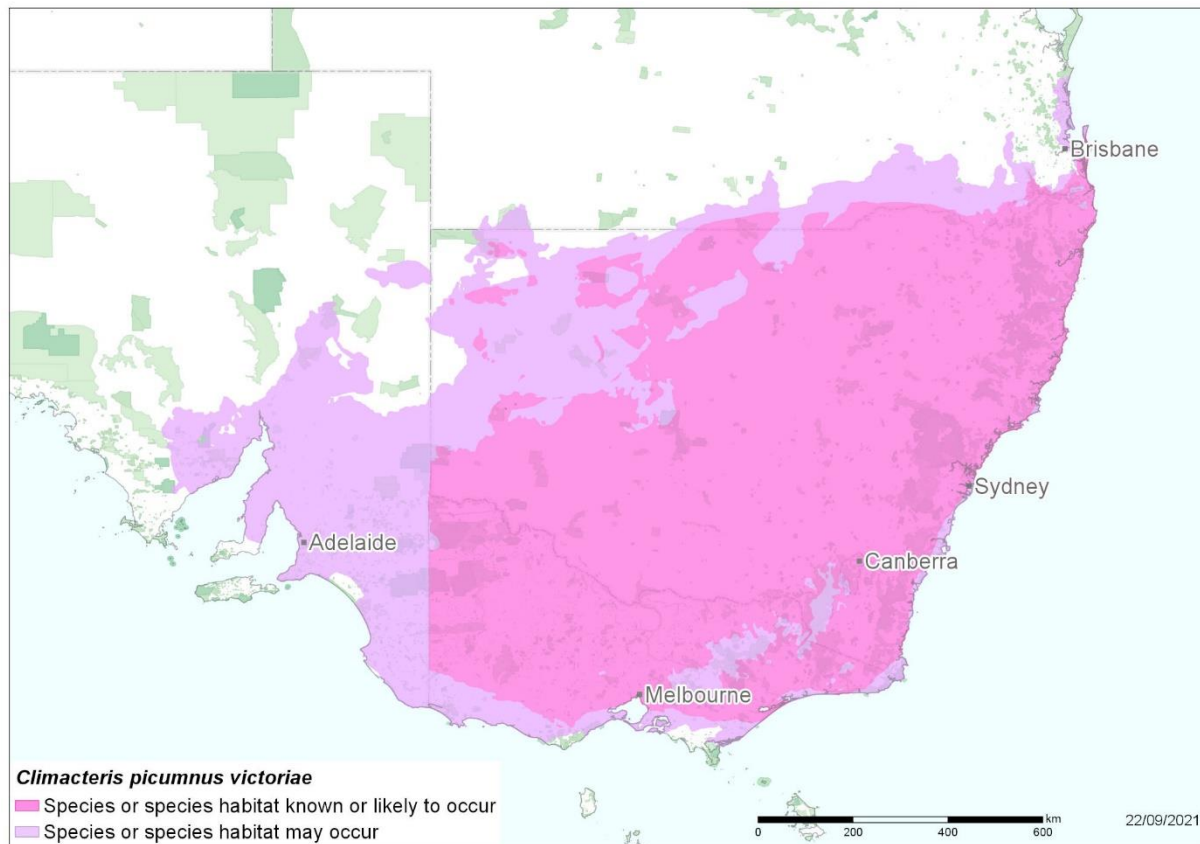 Brisbane
Sydney
Adelaide
Canberra
Melbourne
Climacteris picumnus victoriae
Species or species habitat known or likely to occur
Species or species habitat may occur
km
0 200 400 600
22/09/2021